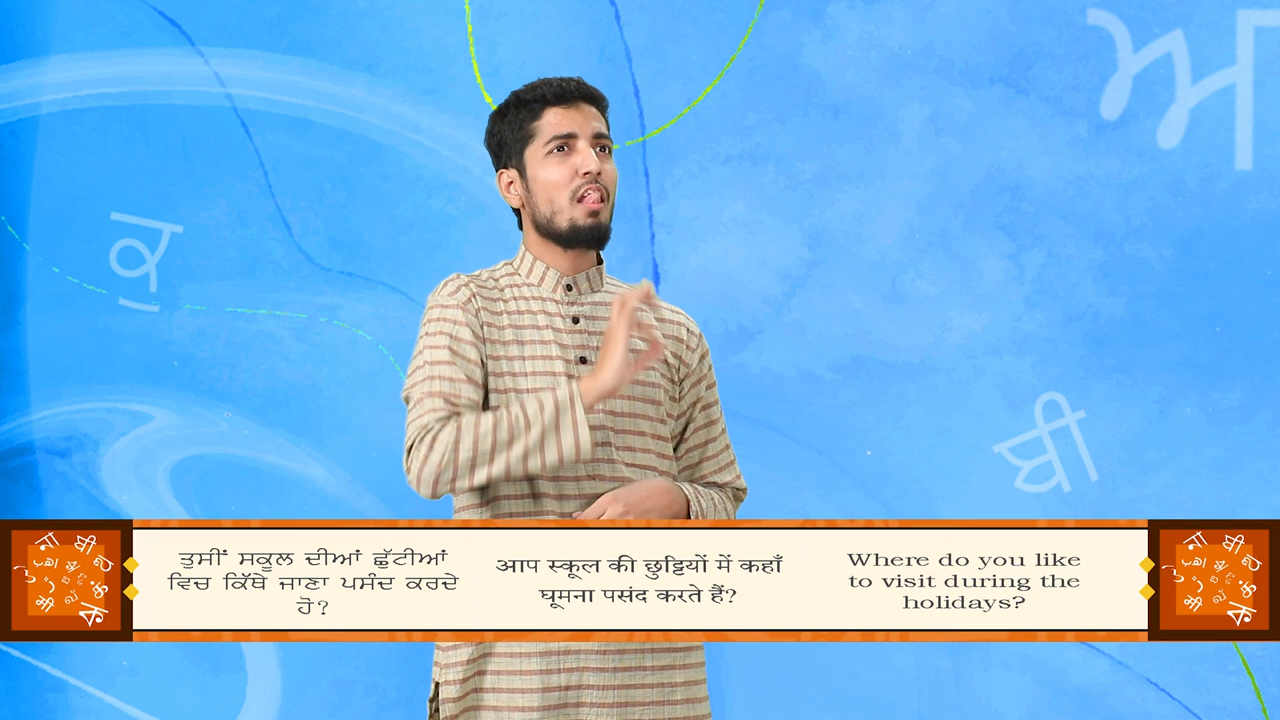 ਅ
ਕੁ
ਬੀ
ਤੁਸੀਂ ਸਕੂਲ ਦੀਆਂ ਛੁੱਟੀਆਂ
ਵਿਚ ਕਿੱਥੇ ਜਾਣਾ ਪਸੰਦ ਕਰਦੇ
ਹੋ?
आप स्कूल की छुट्टियों में कहाँ
घूमना पसंद करते हैं?
Where do you like
to visit during the
holidays?